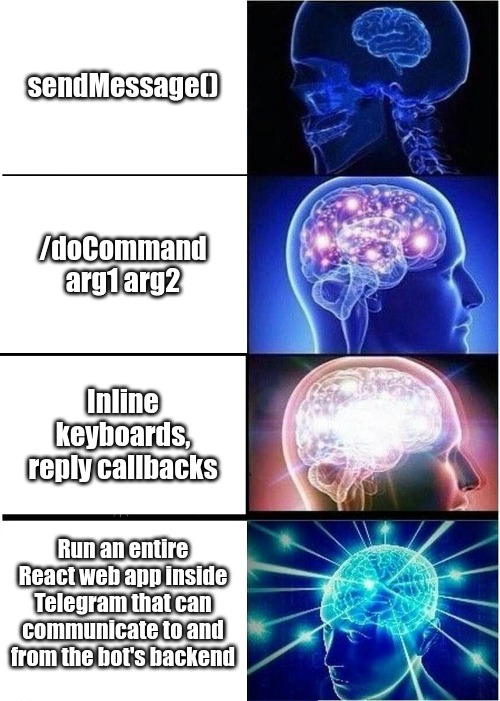 sendMessage()
/doCommand
arg1 arg2
Inline
keyboards,
reply callbacks
Run an entire
React web app inside
Telegram that can
communicate to and
from the bot's backend